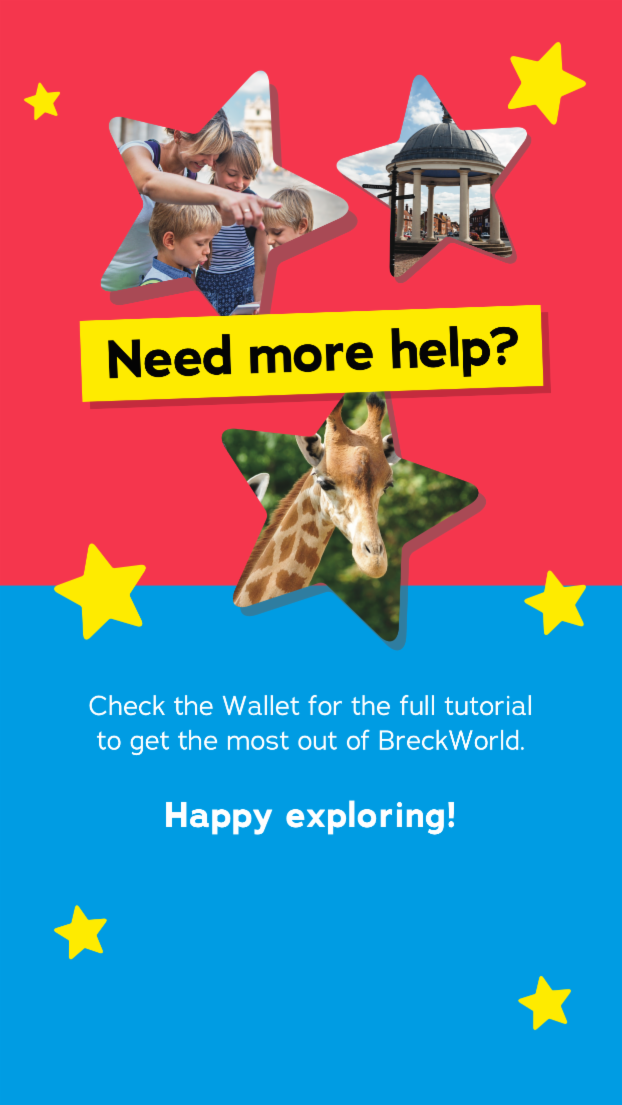 Need more help?
Check the Wallet for the full tutorial
to get the most out of BreckWorld.
Happy exploring!